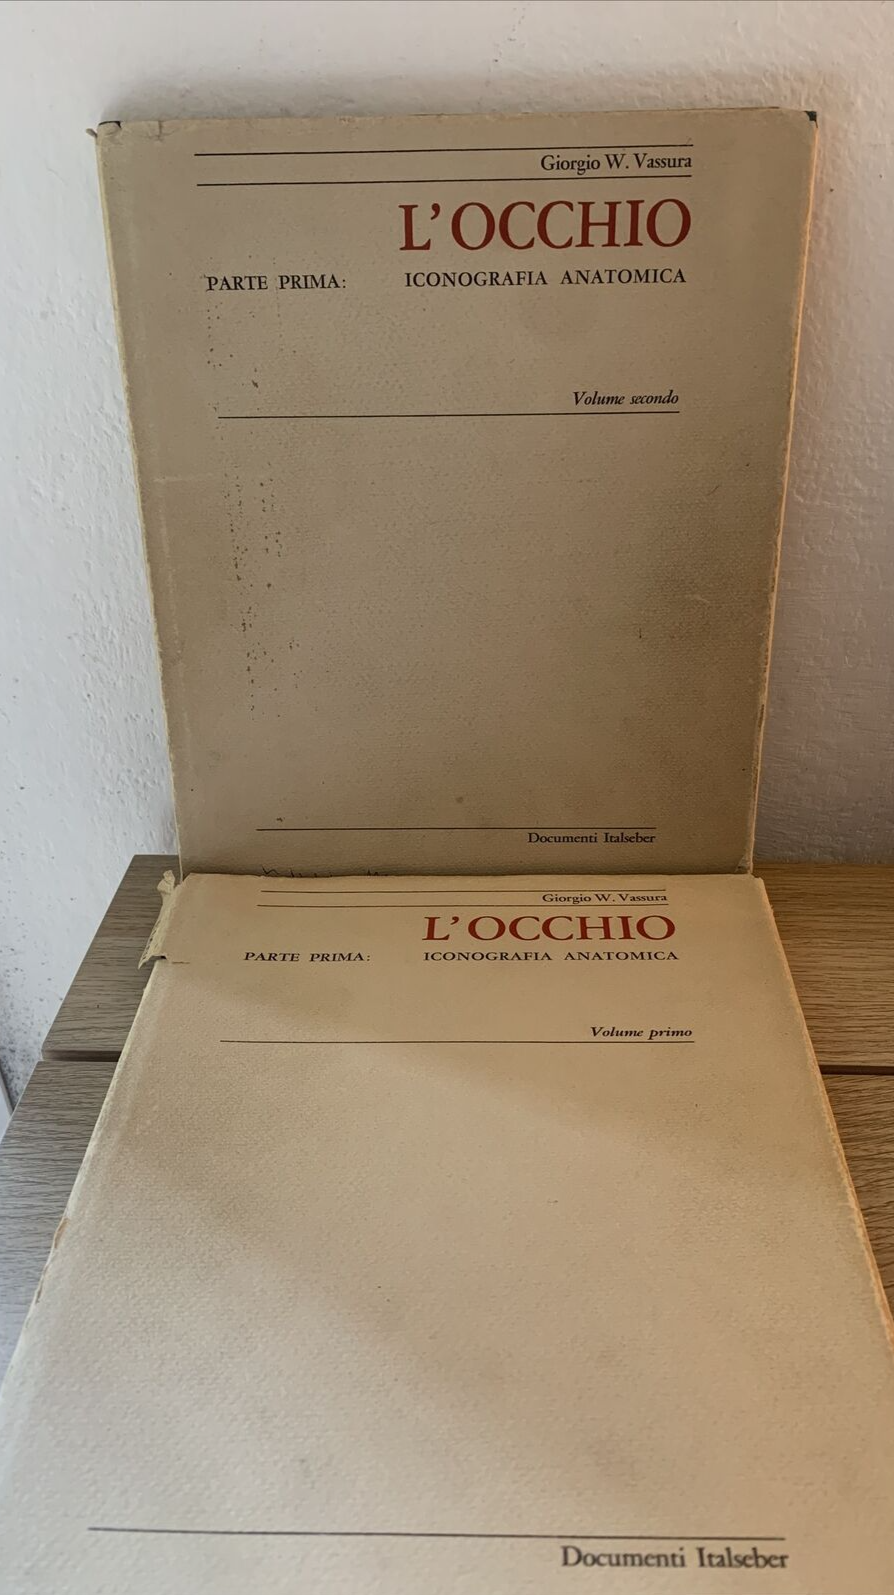 Giorgio W. Vassura
L'OCCHIO
PARTE PRIMA: ICONOGRAFIA ANATOMICA
Volume secondo
Documenti Italseber
Giorgio W. Vassura
L'OCCHIO
PARTE PRIMA: ICONOGRAFIA ANATOMICA
Volume primo
Documenti Italseber